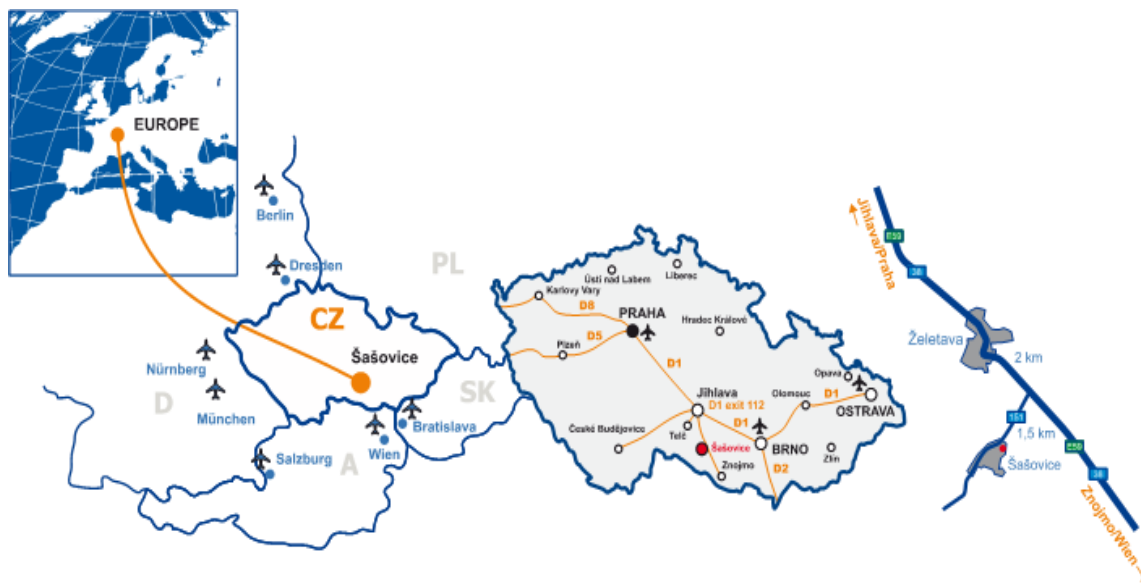 EUROPE
Berlin
Dresden
PL
CZ
Šašovice
Nürnberg
D
München
SK
Bratislava
Wien
A
Salzburg
Karlovy Vary
Ústí nad Labem
Libarec
D8
PRAHA
Hradec Králové
D5
Plzeň
D1
Opava
Jihlava
D1 exit 112
Olomouc
D1
OSTRAVA
České Budějovice
Telč
D1
Šašovice
BRNO
Zlín
Znojmo
D2
Jihlava/Praha
E59
38
Želetava
2 km
151
1,5 km
Šašovice
E59
38
Znojmo/Wien